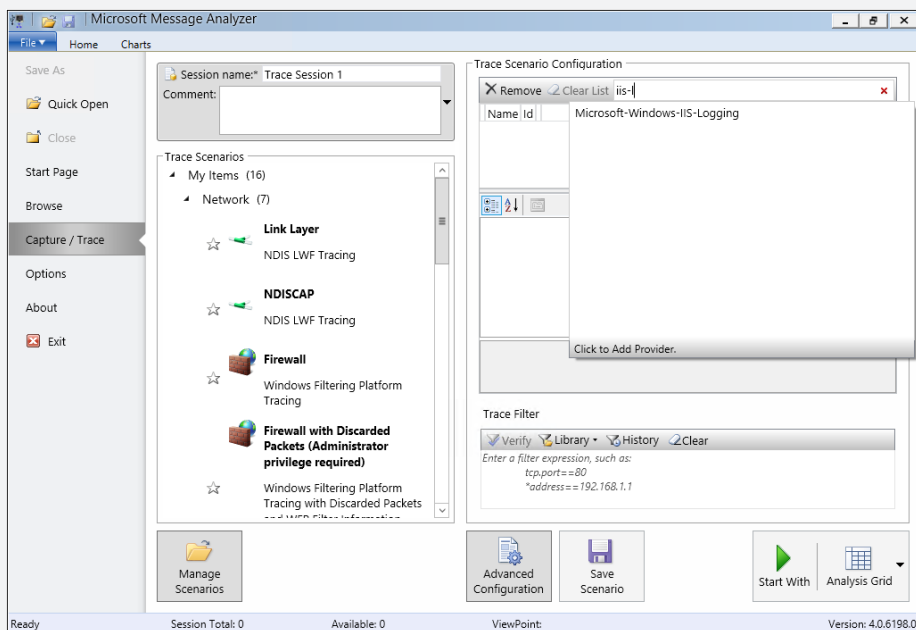 Microsoft Message Analyzer
File Home Charts
Save As
Quick Open
Close
Start Page
Browse
Capture / Trace
Options
About
Exit
Session name:* Trace Session 1
Comment:
Trace Scenarios
My Items (16)
Network (7)
Link Layer
NDIS LWF Tracing
NDISCAP
NDIS LWF Tracing
Firewall
Windows Filtering Platform
Tracing
Firewall with Discarded
Packets (Administrator
privilege required)
Windows Filtering Platform
Tracing with Discarded Packets
and WFP Filter Information
Manage
Scenarios
Trace Scenario Configuration
Remove Clear List iis-l
Name Id
Microsoft-Windows-IIS-Logging
Click to Add Provider.
Trace Filter
Verify Library History Clear
Enter a filter expression, such as:
tcp.port==80
*address==192.168.1.1
Advanced
Configuration
Save
Scenario
Start With
Analysis Grid
Ready Session Total: 0 Available: 0 ViewPoint: Version: 4.0.6198.0